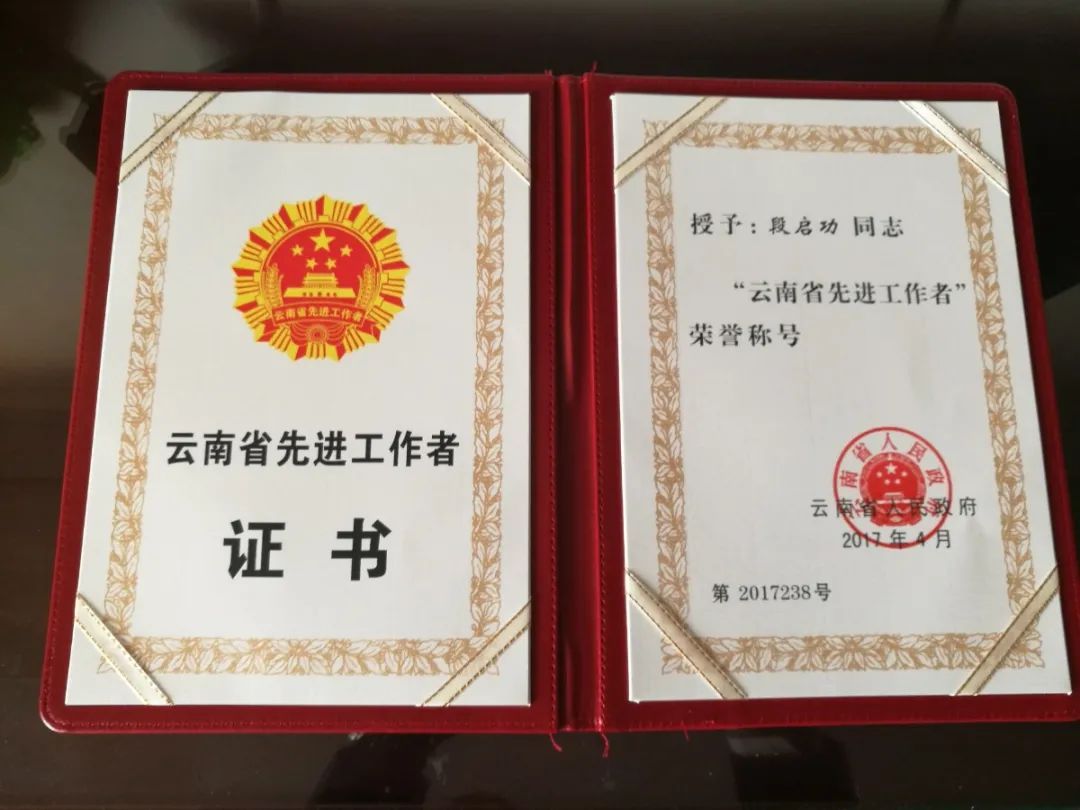 云南省先进工作者
云南省先进工作者
证书
授予：段启功 同志
“云南省先进工作者”
荣誉称号
云南省人民政府
云南省人民政府
2017年4月
第 2017238号